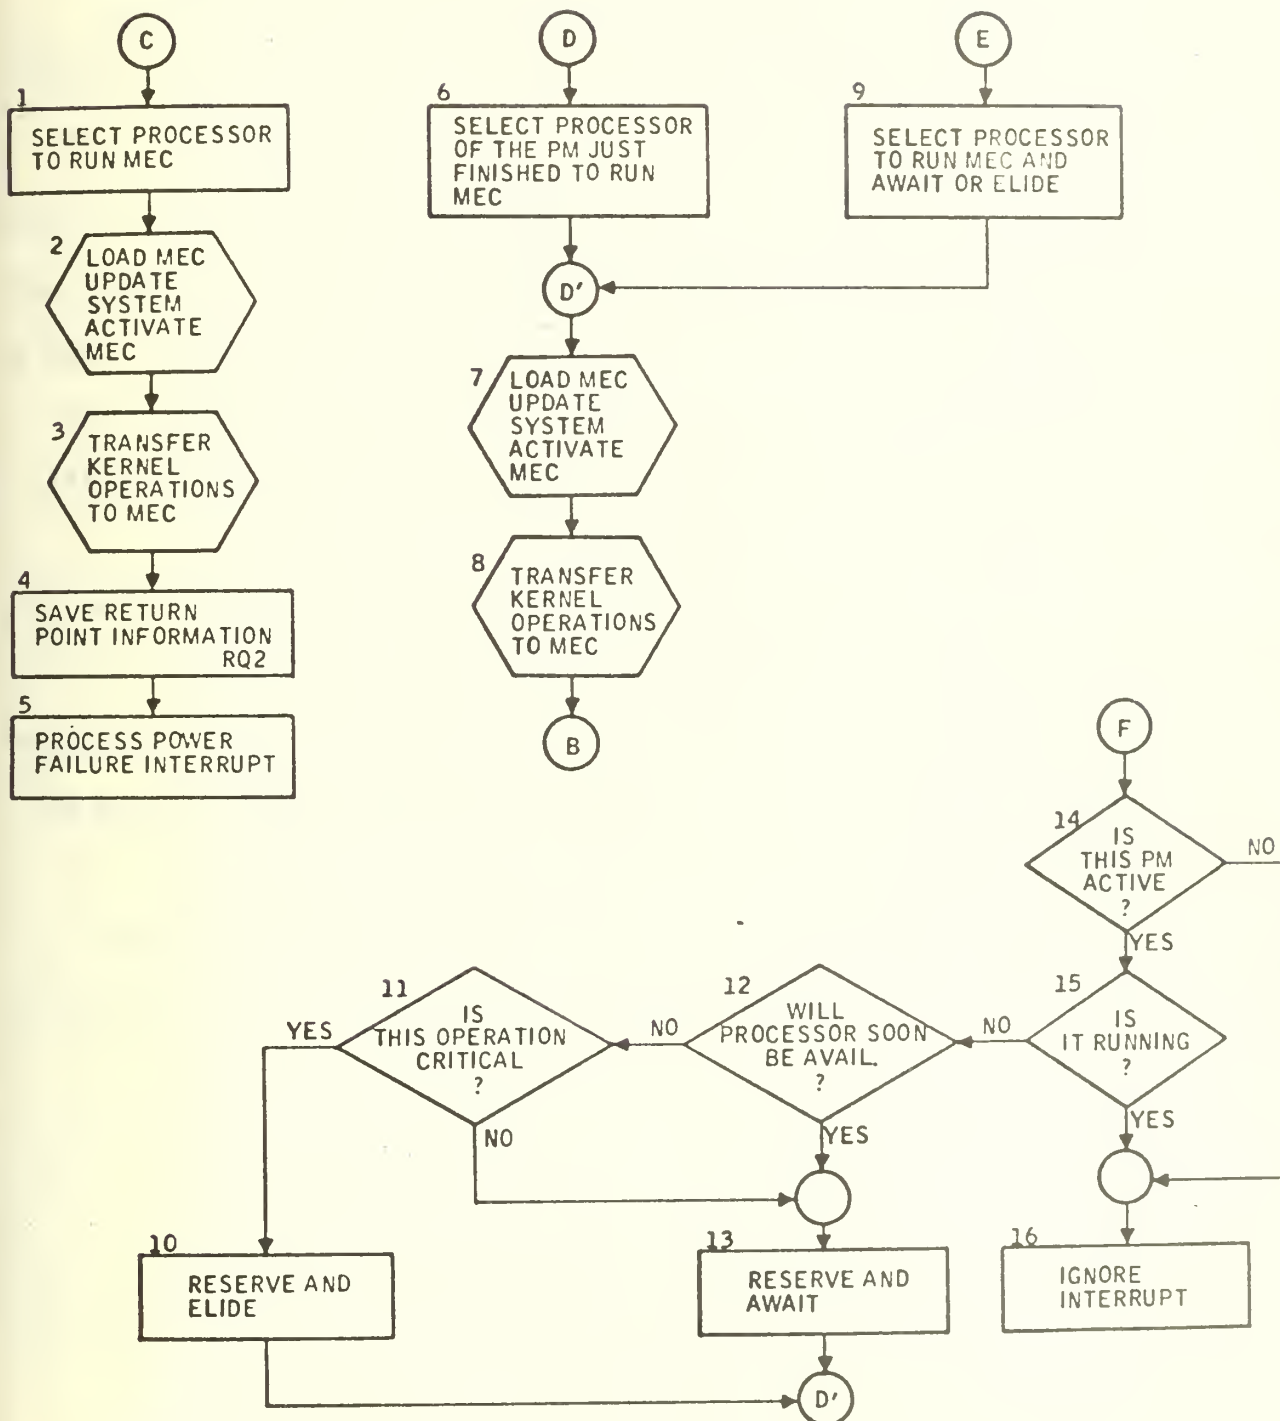 C
1
SELECT PROCESSOR
TO RUN MEC
2
LOAD MEC
UPDATE
SYSTEM
ACTIVATE
MEC
3
TRANSFER
KERNEL
OPERATIONS
TO MEC
4
SAVE RETURN
POINT INFORMATION
RQ2
5
PROCESS POWER
FAILURE INTERRUPT
D
6
SELECT PROCESSOR
OF THE PM JUST
FINISHED TO RUN
MEC
D'
7
LOAD MEC
UPDATE
SYSTEM
ACTIVATE
MEC
8
TRANSFER
KERNEL
OPERATIONS
TO MEC
B
E
9
SELECT PROCESSOR
TO RUN MEC AND
AWAIT OR ELIDE
F
14
IS
THIS PM
ACTIVE
?
NO
YES
15
IS
IT RUNNING
?
NO
YES
12
WILL
PROCESSOR SOON
BE AVAIL.
?
NO
YES
11
IS
THIS OPERATION
CRITICAL
?
YES
NO
10
RESERVE AND
ELIDE
13
RESERVE AND
AWAIT
16
IGNORE
INTERRUPT
D'